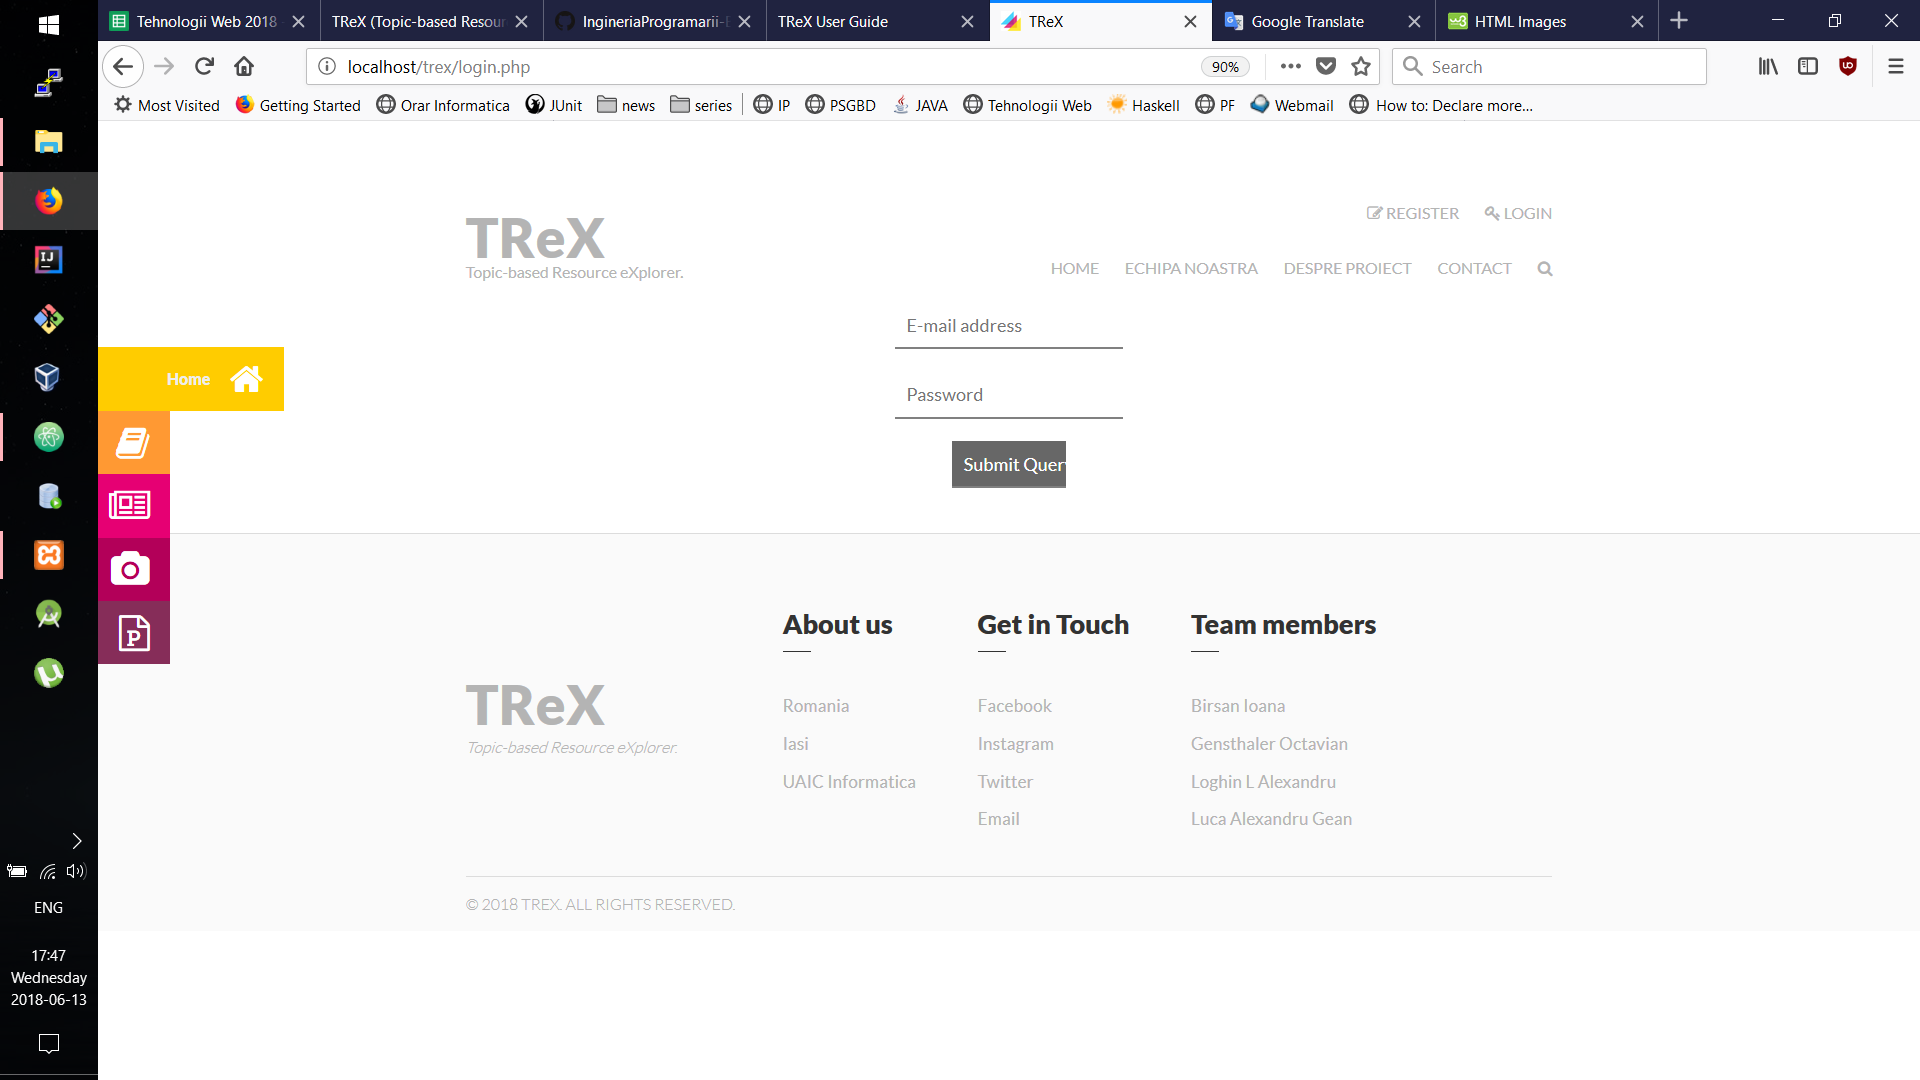 Tehnologii Web 2018
TReX (Topic-based Resour
IngineriaProgramarii-
TReX User Guide
TReX
Google Translate
HTML Images
localhost/trex/login.php
90%
Search
Most Visited
Getting Started
Orar Informatica
JUnit
news
series
IP
PSGBD
JAVA
Tehnologii Web
Haskell
PF
Webmail
How to: Declare more...
REGISTER
LOGIN
TReX
Topic-based Resource eXplorer.
HOME
ECHIPA NOASTRA
DESPRE PROIECT
CONTACT
E-mail address
Home
Password
Submit Quer
About us
Get in Touch
Team members
TReX
Topic-based Resource eXplorer.
Romania
Iasi
UAIC Informatica
Facebook
Instagram
Twitter
Email
Birsan Ioana
Gensthaler Octavian
Loghin L Alexandru
Luca Alexandru Gean
© 2018 TREX. ALL RIGHTS RESERVED.
ENG
17:47
Wednesday
2018-06-13